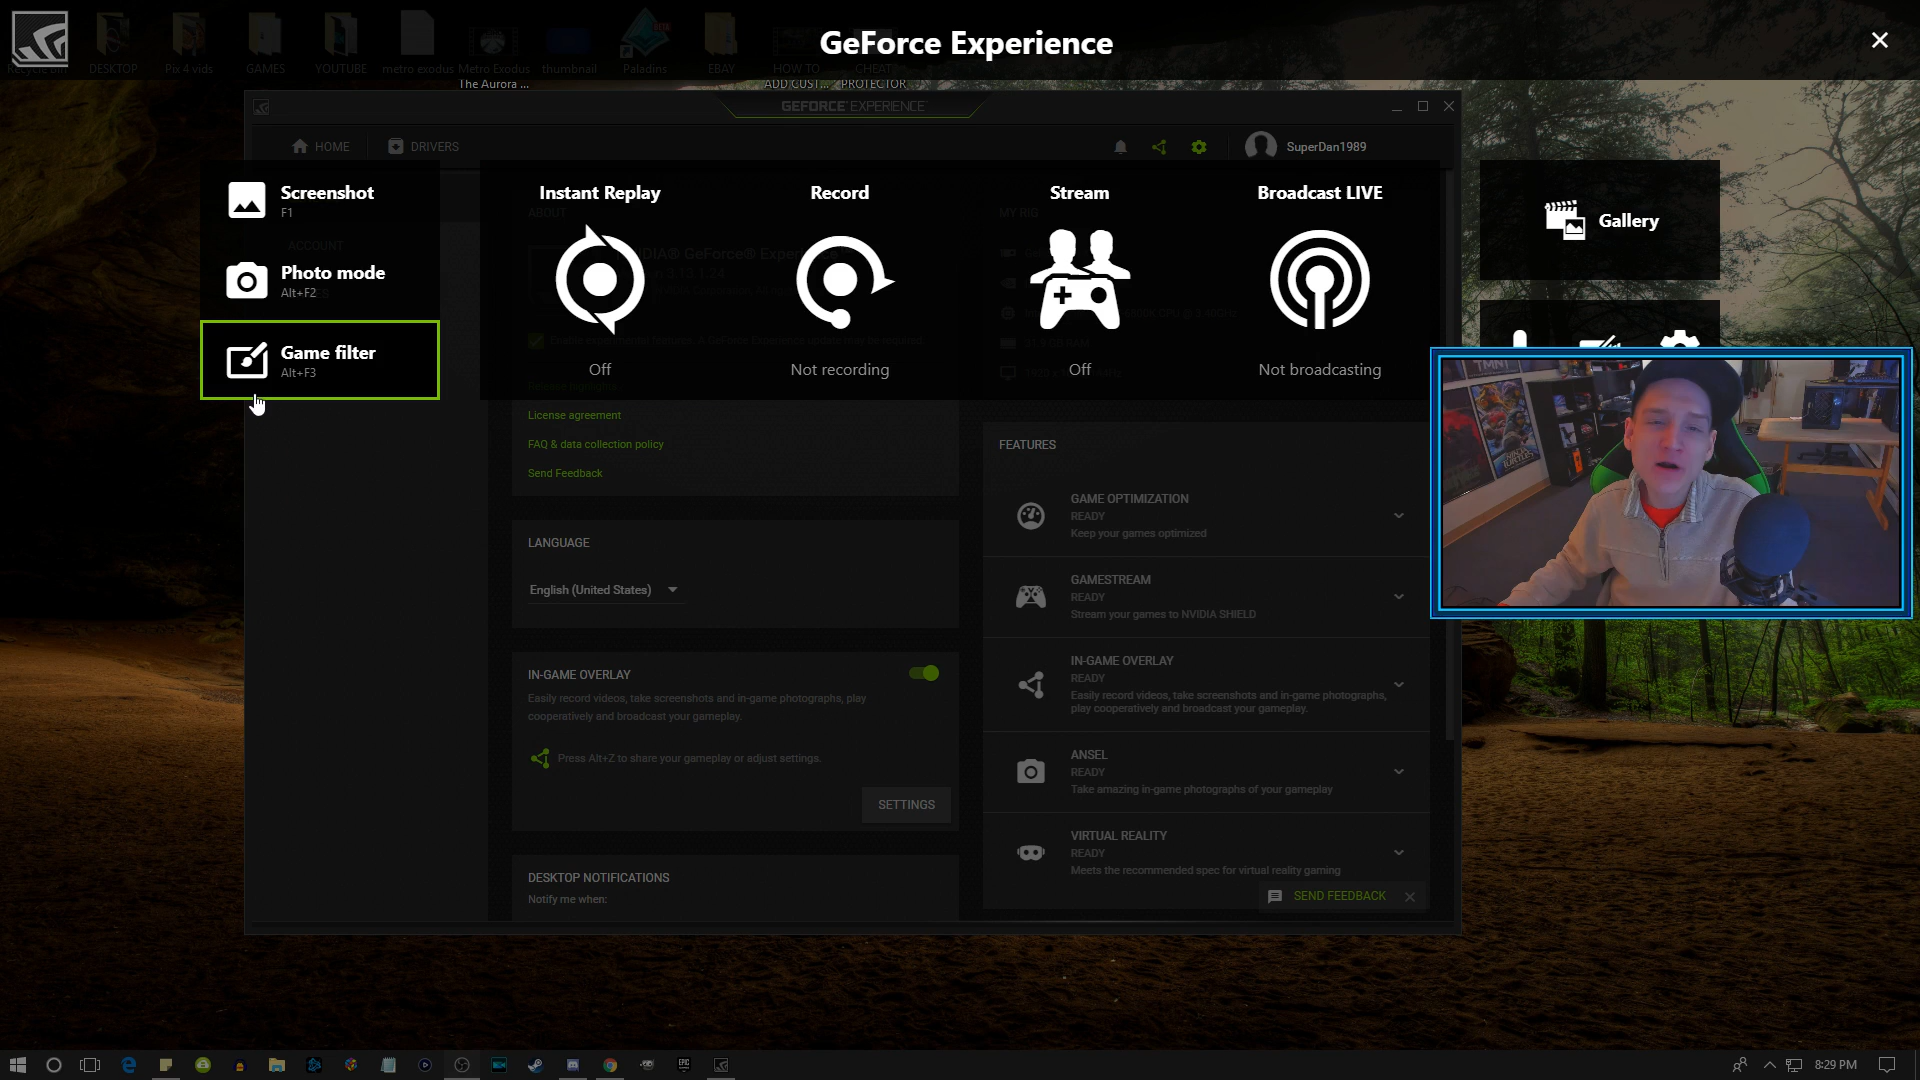 GeForce Experience
DESKTOP
Pix 4 vids
GAMES
YOUTUBE
metro exodus
Metro Exodus
The Aurora ...
thumbnail
Paladins
BETA
EBAY
HOW TO
ADD CUST...
CHEAT
PROTECTOR
GEFORCE EXPERIENCE
HOME
DRIVERS
SuperDan1989
Screenshot
F1
ACCOUNT
Photo mode
Alt+F2
Game filter
Alt+F3
Instant Replay
Off
Record
Not recording
Stream
Off
Broadcast LIVE
Not broadcasting
Gallery
ABOUT
MY RIG
License agreement
FAQ & data collection policy
Send Feedback
LANGUAGE
English (United States)
IN-GAME OVERLAY
Easily record videos, take screenshots and in-game photographs, play
cooperatively and broadcast your gameplay.
Press Alt+Z to share your gameplay or adjust settings.
SETTINGS
DESKTOP NOTIFICATIONS
Notify me when:
FEATURES
GAME OPTIMIZATION
READY
Keep your games optimized
GAMESTREAM
READY
Stream your games to NVIDIA SHIELD
IN-GAME OVERLAY
READY
Easily record videos, take screenshots and in-game photographs,
play cooperatively and broadcast your gameplay.
ANSEL
READY
Take amazing in-game photographs of your gameplay
VIRTUAL REALITY
READY
Meets the recommended spec for virtual reality gaming
SEND FEEDBACK
TMNT
8:29 PM